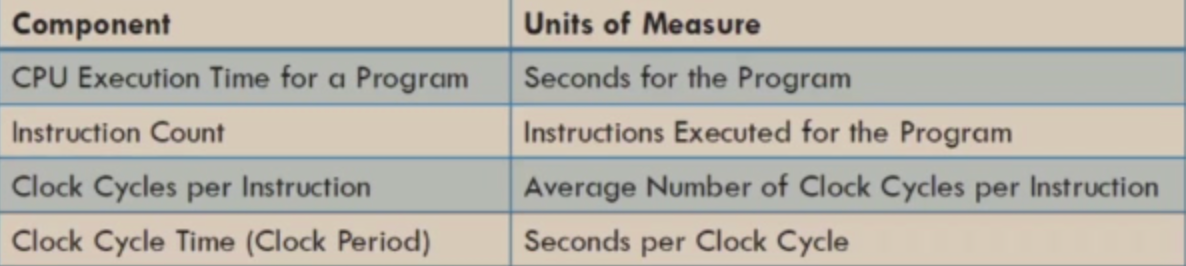 Component Units of Measure
CPU Execution Time for a Program Seconds for the Program
Instruction Count Instructions Executed for the Program
Clock Cycles per Instruction Average Number of Clock Cycles per Instruction
Clock Cycle Time (Clock Period) Seconds per Clock Cycle